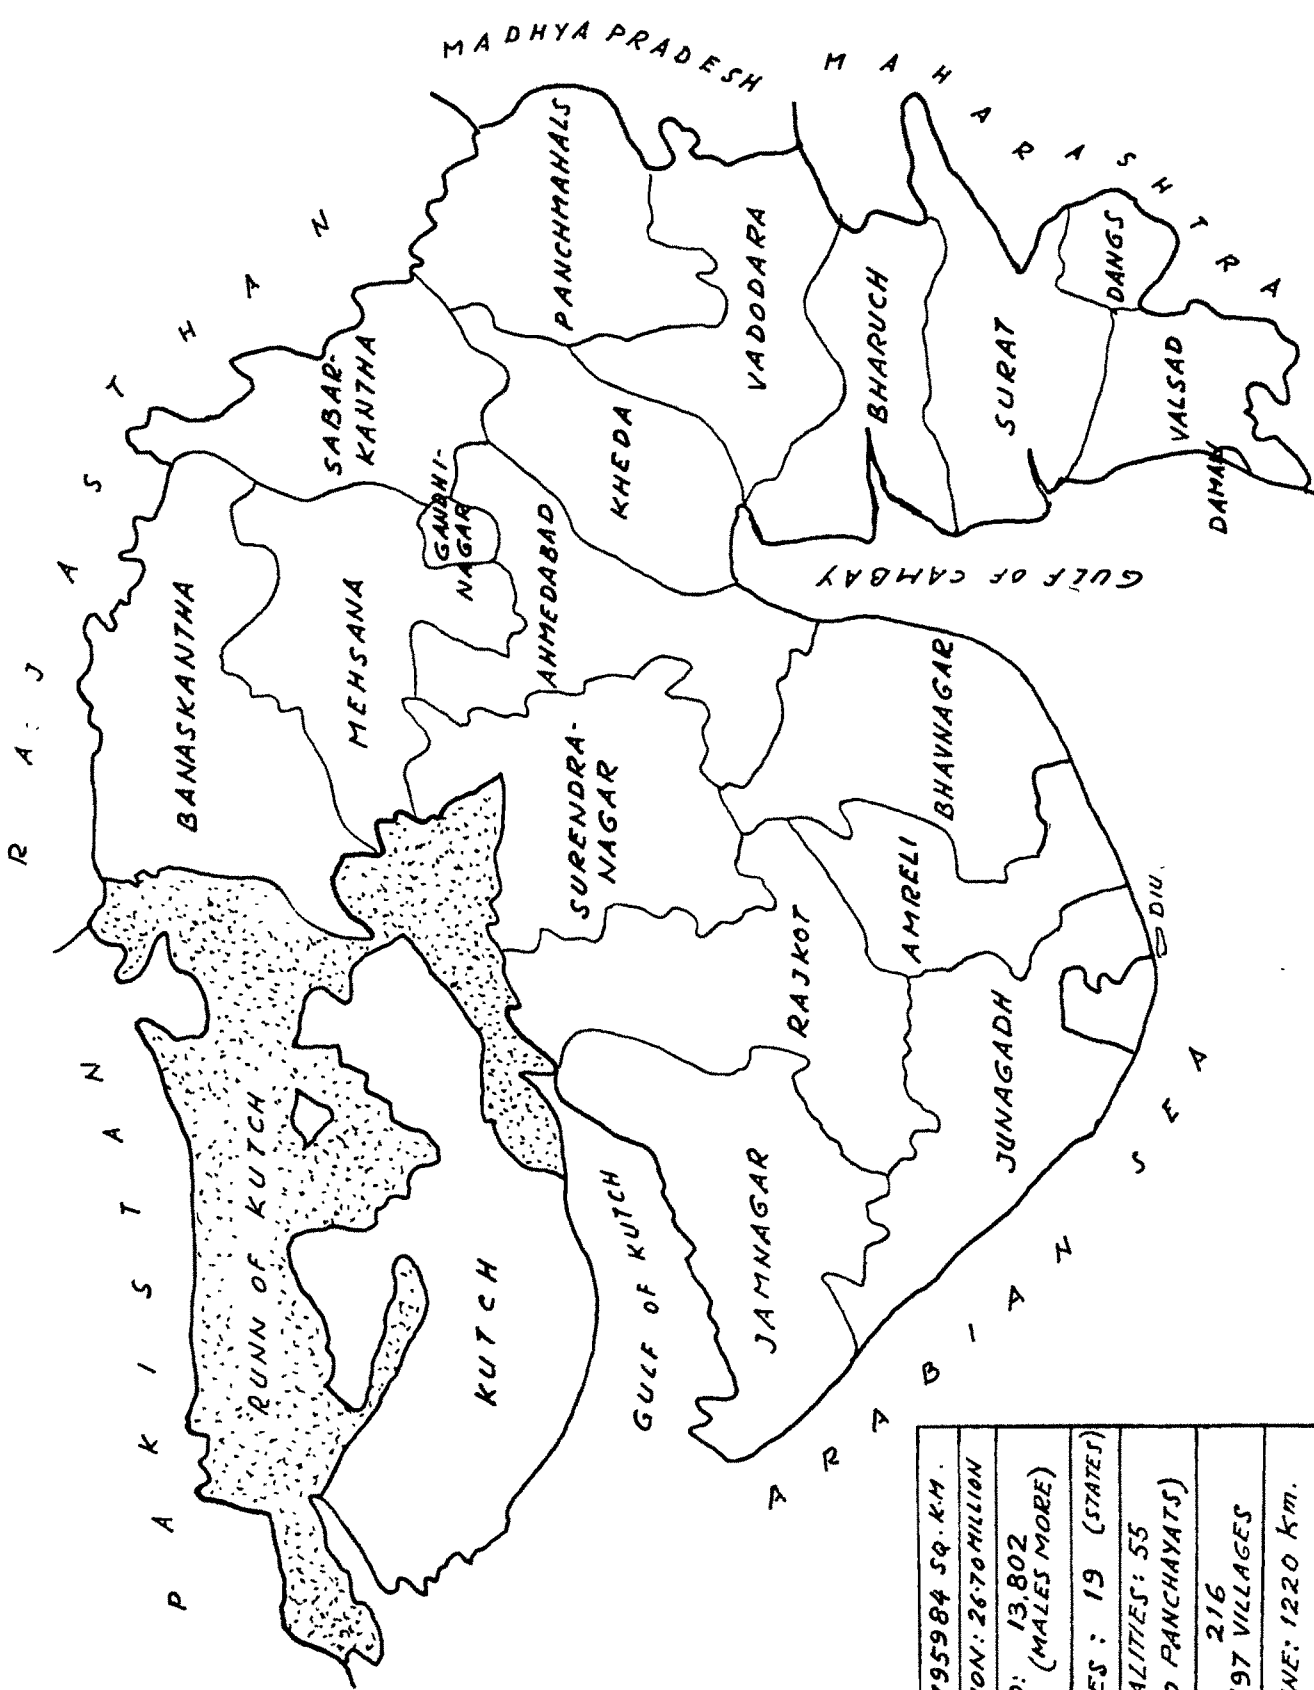 PAKISTAN
RAJASTHAN
MADHYA PRADESH
MAHARASHTRA
RUNN OF KUTCH
KUTCH
GULF OF KUTCH
BANASKANTHA
MEHSANA
SABAR-
KANTHA
GANDHI-
NAGAR
AHMEDABAD
KHEDA
PANCHMAHALS
VADODARA
BHARUCH
SURAT
DANGS
VALSAD
DAMAN
GULF OF CAMBAY
SURENDRA-
NAGAR
RAJKOT
JAMNAGAR
AMRELI
BHAVNAGAR
JUNAGADH
DIU.
ARABIAN SEA
195984 SQ.KM.
ION: 26.70 MILLION
13.802
(MALES MORE)
ES: 19 (STATES)
ALITIES: 55
PANCHAYATS)
216
97 VILLAGES
NE: 1220 Km.